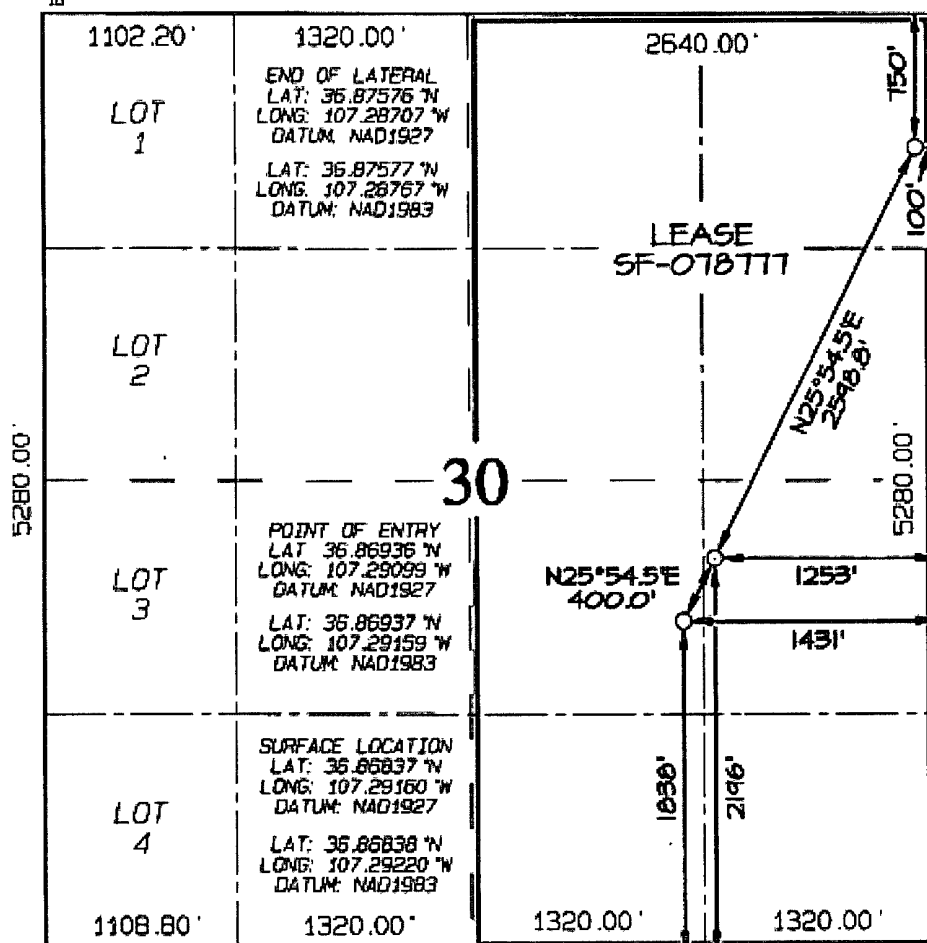 1102.20'
1320.00'
2640.00'
750'
100'
LOT
1
END OF LATERAL
LAT: 36.87576 °N
LONG: 107.28707 °W
DATUM: NAD1927
LAT: 36.87577 °N
LONG: 107.28767 °W
DATUM: NAD1983
LEASE
SF-078777
LOT
2
N25°54.5'E
2598.8'
5280.00'
30
5280.00'
LOT
3
POINT OF ENTRY
LAT 36.86936 °N
LONG: 107.29099 °W
DATUM: NAD1927
LAT: 36.86937 °N
LONG: 107.29159 °W
DATUM: NAD1983
N25°54.5'E
400.0'
1253'
1431'
LOT
4
SURFACE LOCATION
LAT: 36.86837 °N
LONG: 107.29160 °W
DATUM: NAD1927
LAT: 36.86838 °N
LONG: 107.29220 °W
DATUM: NAD1983
1838'
2196'
1108.80'
1320.00'
1320.00'
1320.00'